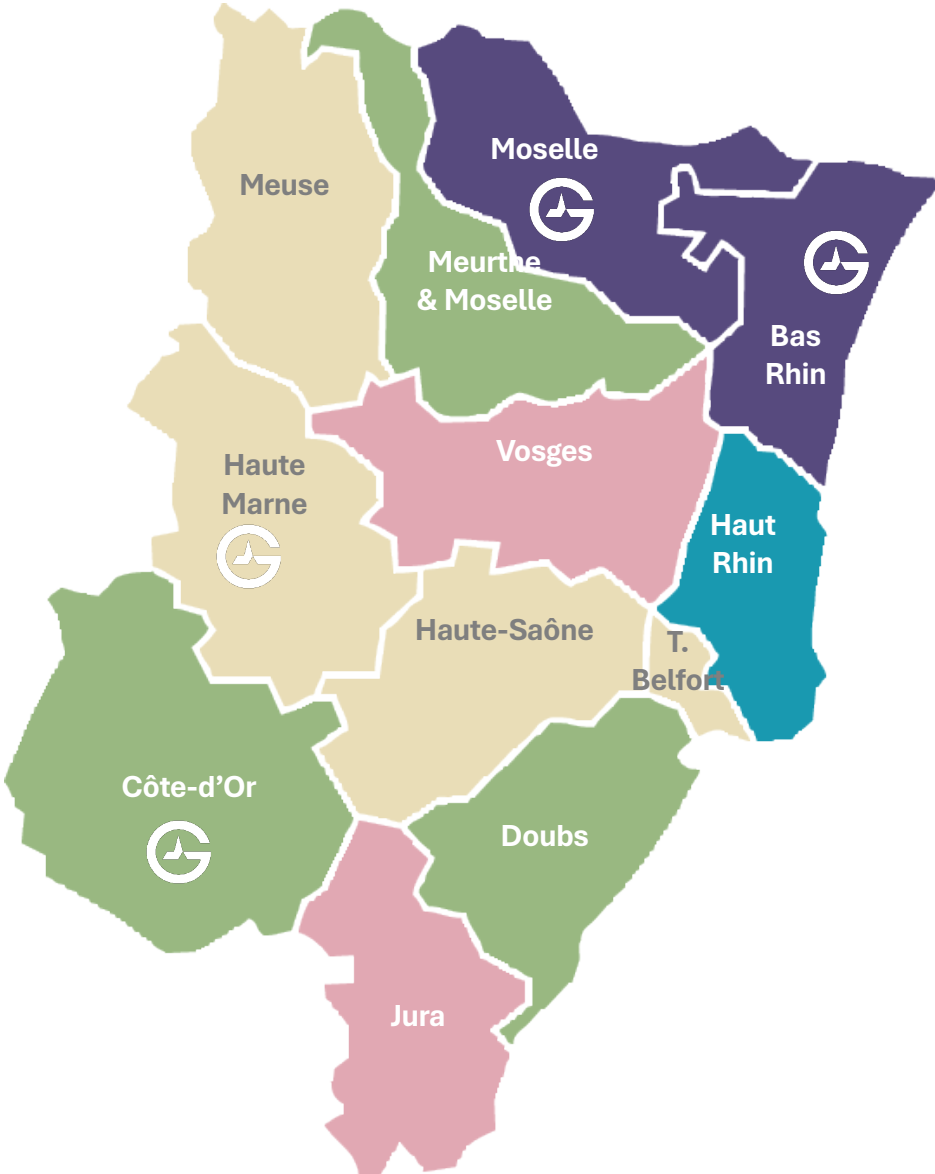 Moselle
Meuse
Meurthe
& Moselle
Bas
Rhin
Vosges
Haute
Marne
Haut
Rhin
Haute-Saône
T.
Belfort
Côte-d’Or
Doubs
Jura